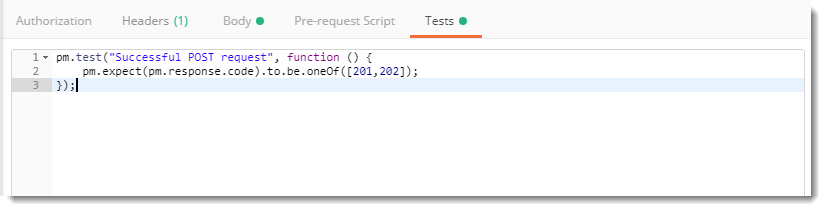 Authorization Headers (1) Body Pre-request Script Tests
1 pm.test("Successful POST request", function () {
2 pm.expect(pm.response.code).to.be.oneOf([201,202]);
3 });